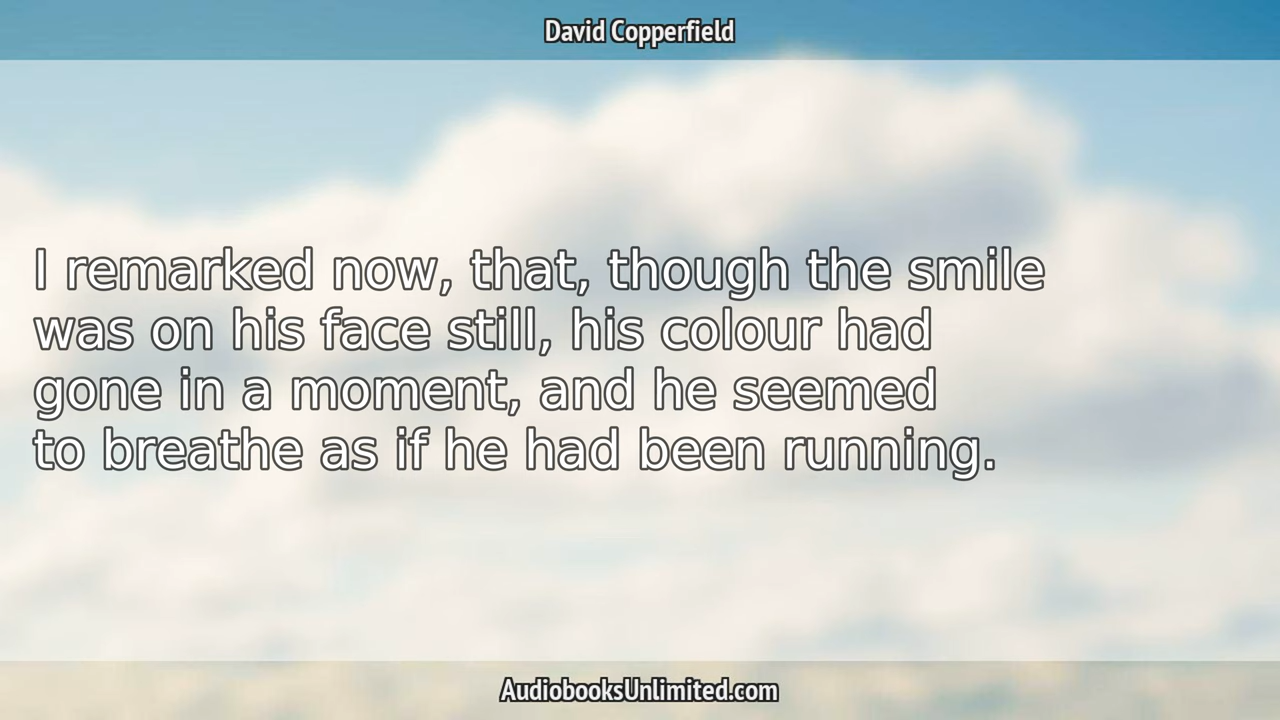 David Copperfield
I remarked now, that, though the smile
was on his face still, his colour had
gone in a moment, and he seemed
to breathe as if he had been running.
AudiobooksUnlimited.com